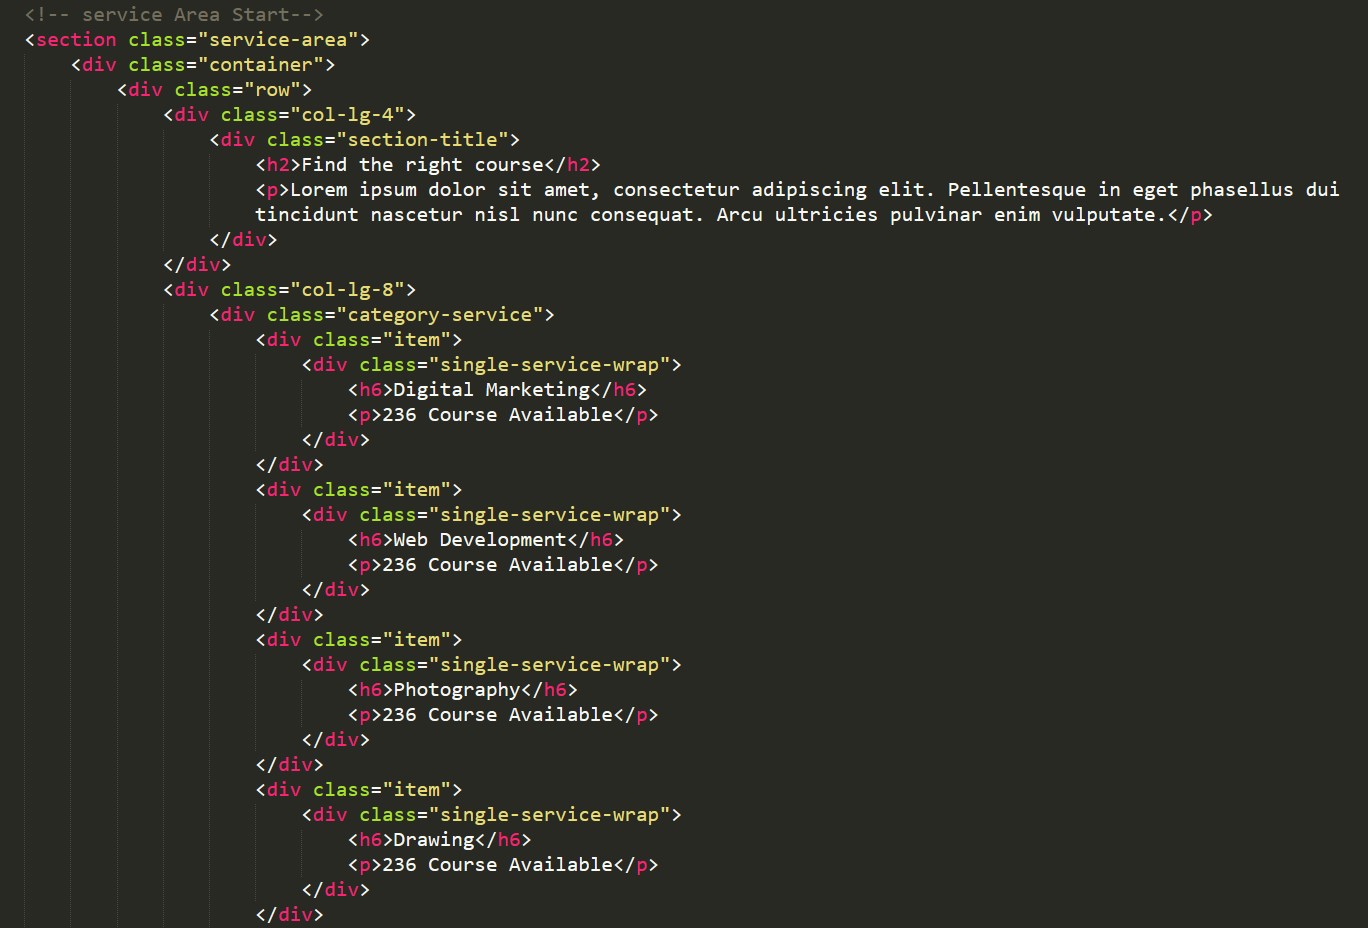 <!-- service Area Start-->
<section class="service-area">
<div class="container">
<div class="row">
<div class="col-lg-4">
<div class="section-title">
<h2>Find the right course</h2>
<p>Lorem ipsum dolor sit amet, consectetur adipiscing elit. Pellentesque in eget phasellus dui
tincidunt nascetur nisl nunc consequat. Arcu ultricies pulvinar enim vulputate.</p>
</div>
</div>
<div class="col-lg-8">
<div class="category-service">
<div class="item">
<div class="single-service-wrap">
<h6>Digital Marketing</h6>
<p>236 Course Available</p>
</div>
</div>
<div class="item">
<div class="single-service-wrap">
<h6>Web Development</h6>
<p>236 Course Available</p>
</div>
</div>
<div class="item">
<div class="single-service-wrap">
<h6>Photography</h6>
<p>236 Course Available</p>
</div>
</div>
<div class="item">
<div class="single-service-wrap">
<h6>Drawing</h6>
<p>236 Course Available</p>
</div>
</div>